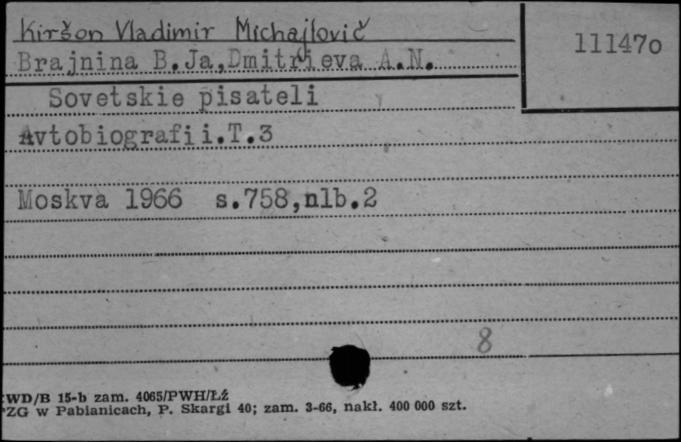 Kiršon Vladimir Michajlovič
111470
Brajnina B.Ja,Dmitrieva A.N.
Sovetskie pisateli
Avtobiografii.T.3
Moskva 1966 s.758,nlb.2
8
WD/B 15-b zam. 4065/PWH/Łź
PZG w Pabianicach, P. Skargi 40; zam. 3-66, nakł. 400 000 szt.